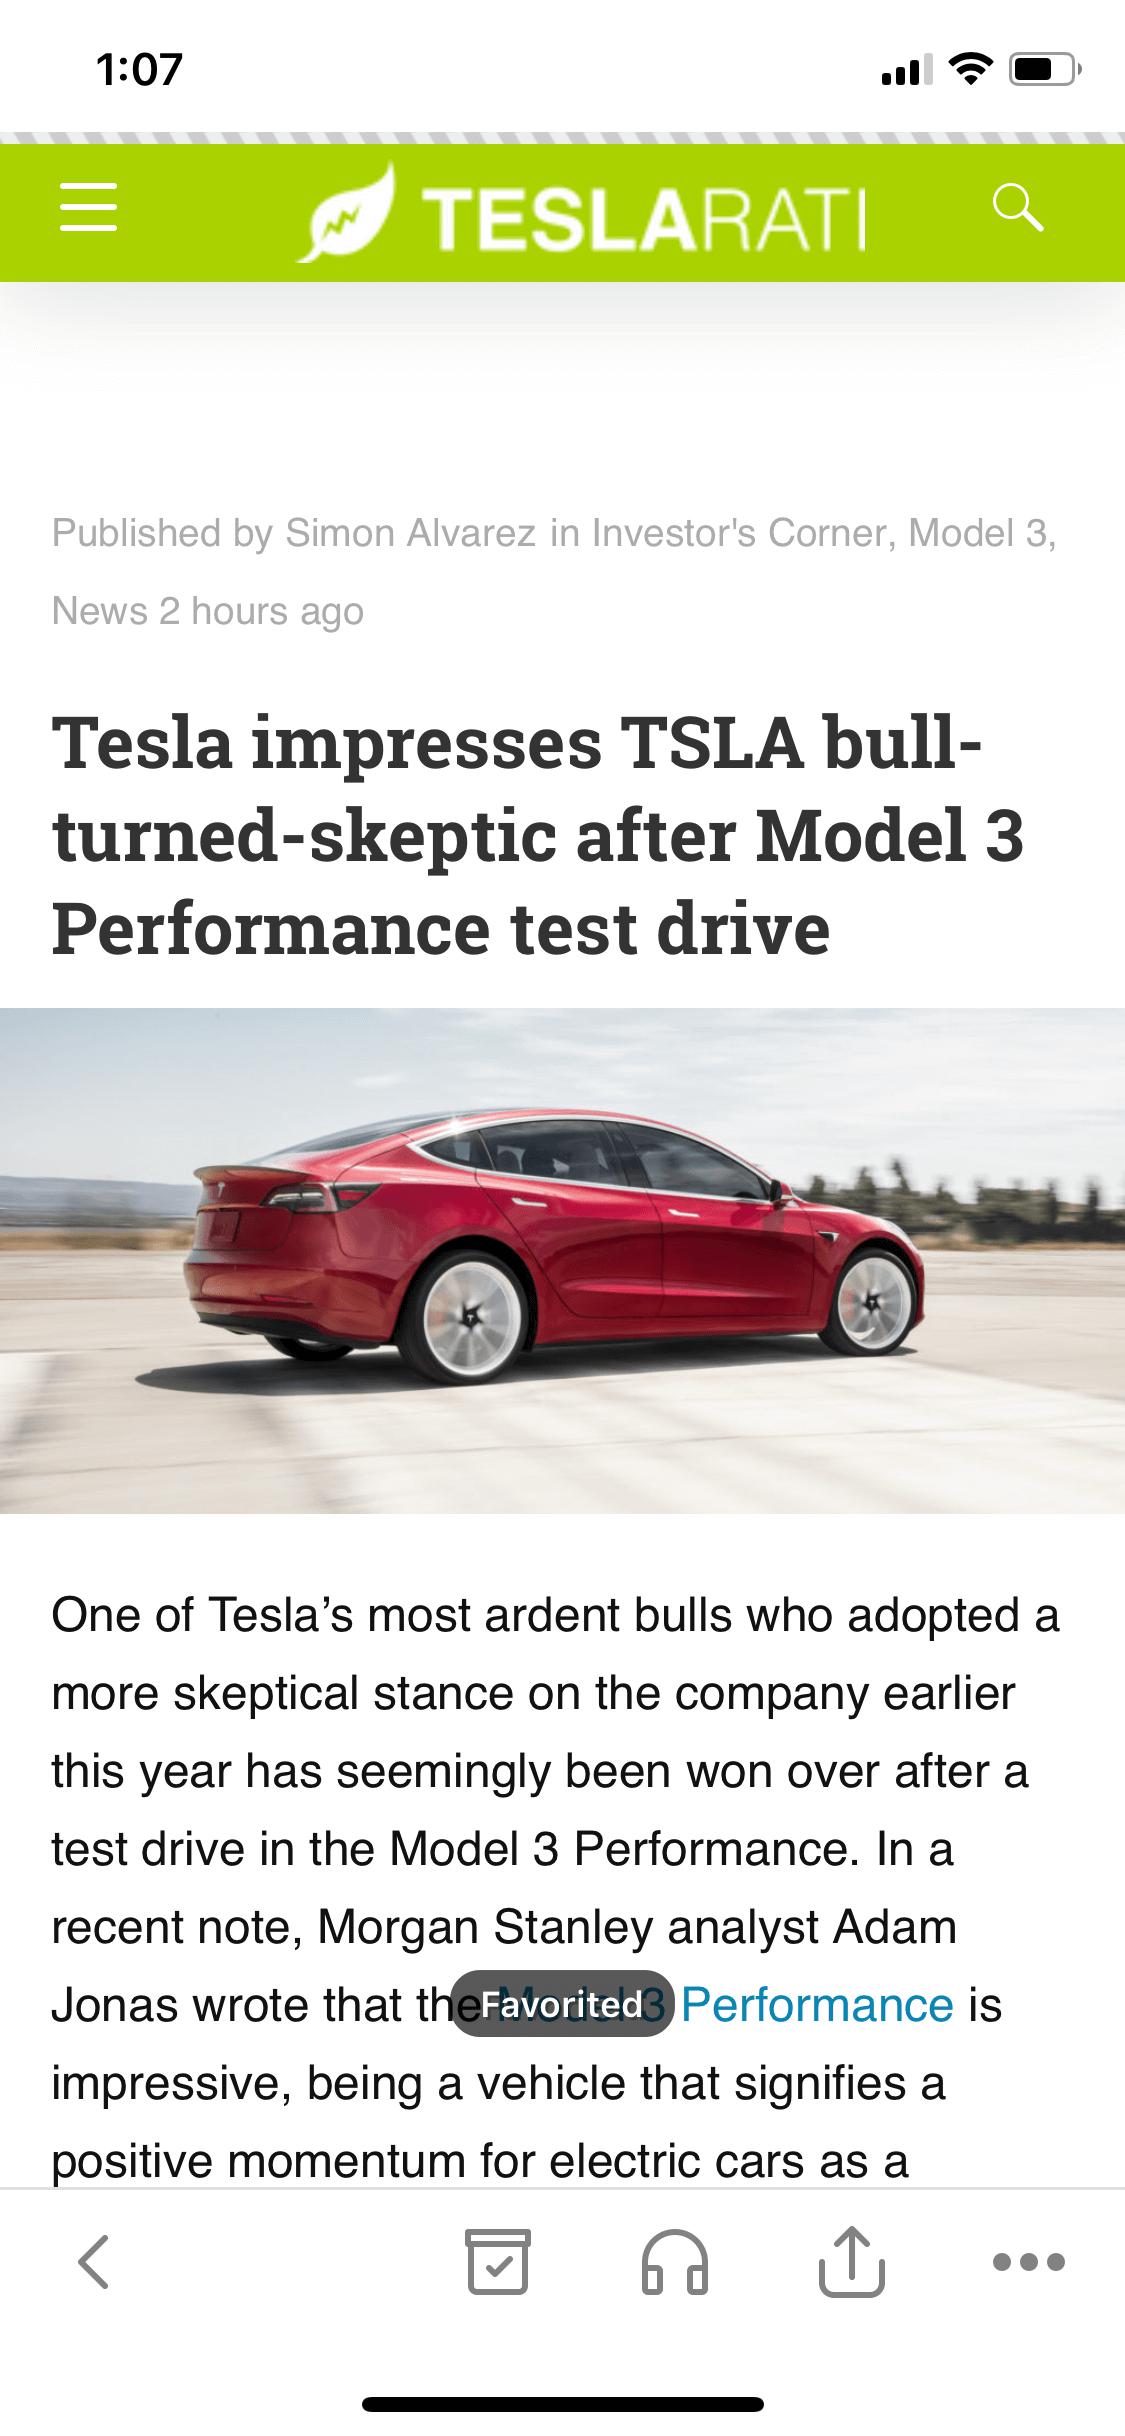 1:07
TESLARATI
Published by Simon Alvarez in Investor's Corner, Model 3,
News 2 hours ago
Tesla impresses TSLA bull-
turned-skeptic after Model 3
Performance test drive
One of Tesla’s most ardent bulls who adopted a
more skeptical stance on the company earlier
this year has seemingly been won over after a
test drive in the Model 3 Performance. In a
recent note, Morgan Stanley analyst Adam
Jonas wrote that the Model 3 Performance is
Favorited
impressive, being a vehicle that signifies a
positive momentum for electric cars as a